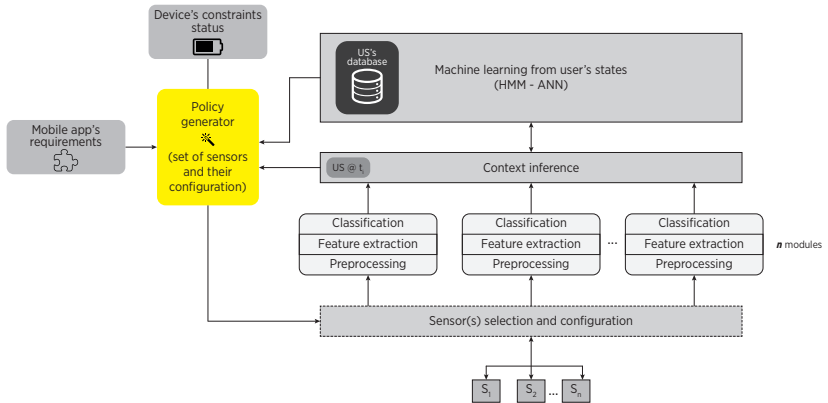 Device's constraints
status
US's
database
Machine learning from user's states
(HMM - ANN)
Policy
generator
(set of sensors
and their
configuration)
Mobile app's
requirements
US @ t
Context inference
Classification
Feature extraction
Preprocessing
Classification
Feature extraction
Preprocessing
...
Classification
Feature extraction
Preprocessing
n modules
Sensor(s) selection and configuration
S1
S2
...
Sn